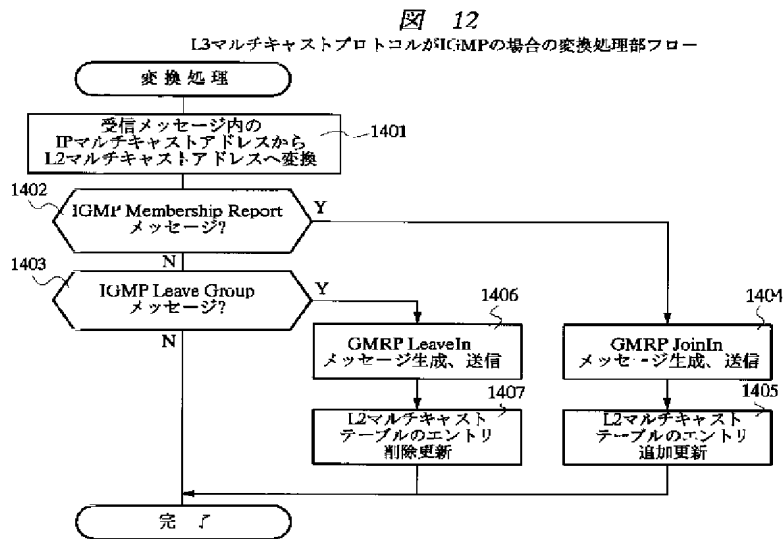 図 12
L3マルチキャストプロトコルがIGMPの場合の変換処理部フロー
変換処理
受信メッセージ内の
IPマルチキャストアドレスから
L2マルチキャストアドレスへ変換
1401
1402
IGMP Membership Report
メッセージ?
Y
N
1403
IGMP Leave Group
メッセージ?
Y
N
1406
GMRP LeaveIn
メッセージ生成、送信
1404
GMRP JoinIn
メッセージ生成、送信
1407
L2マルチキャスト
テーブルのエントリ
削除更新
1405
L2マルチキャスト
テーブルのエントリ
追加更新
完 了